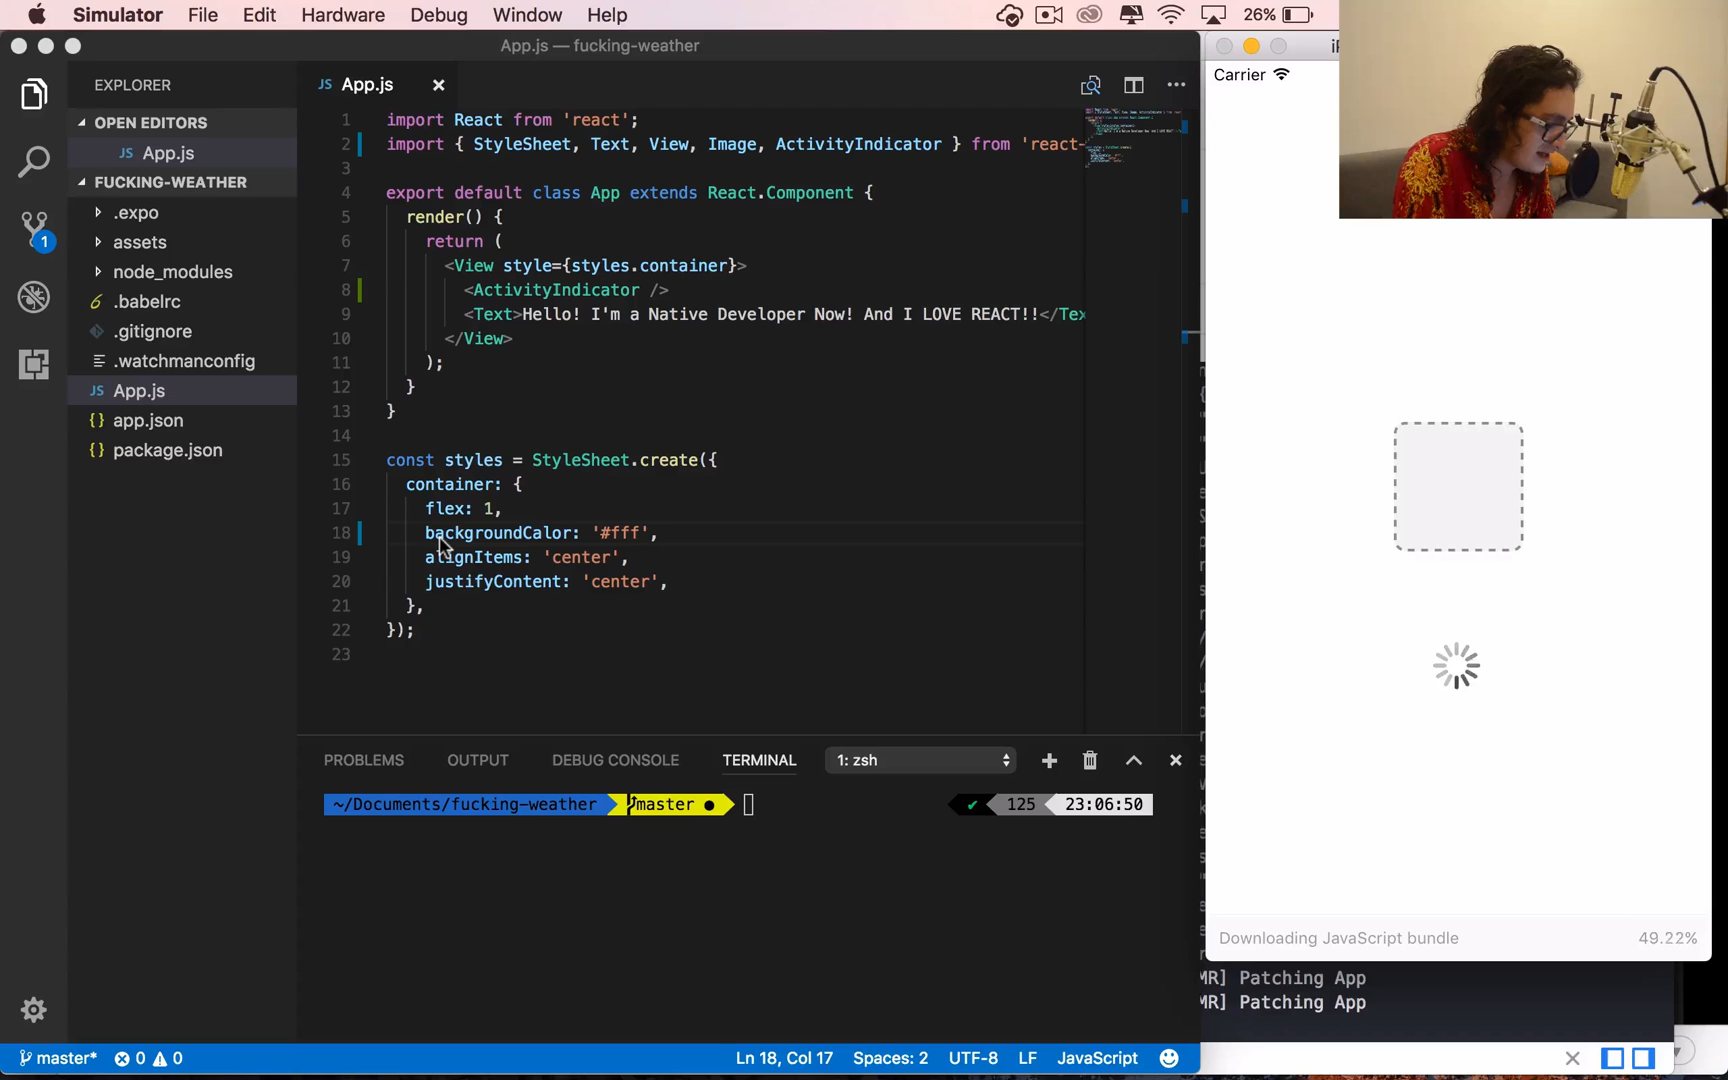 Simulator File Edit Hardware Debug Window Help 26%
App.js — fucking-weather
EXPLORER
OPEN EDITORS
JS App.js
FUCKING-WEATHER
.expo
assets
node_modules
.babelrc
.gitignore
.watchmanconfig
JS App.js
{} app.json
{} package.json
JS App.js
1 import React from 'react';
2 import { StyleSheet, Text, View, Image, ActivityIndicator } from 'react-
3
4 export default class App extends React.Component {
5 render() {
6 return (
7 <View style={styles.container}>
8 <ActivityIndicator />
9 <Text>Hello! I'm a Native Developer Now! And I LOVE REACT!!</Tex
10 </View>
11 );
12 }
13 }
14
15 const styles = StyleSheet.create({
16 container: {
17 flex: 1,
18 backgroundCalor: '#fff',
19 alignItems: 'center',
20 justifyContent: 'center',
21 },
22 });
23
PROBLEMS OUTPUT DEBUG CONSOLE TERMINAL 1: zsh
~/Documents/fucking-weather master ● ✔ 125 23:06:50
master* 0 0 Ln 18, Col 17 Spaces: 2 UTF-8 LF JavaScript
Carrier
Downloading JavaScript bundle 49.22%
MR] Patching App
MR] Patching App